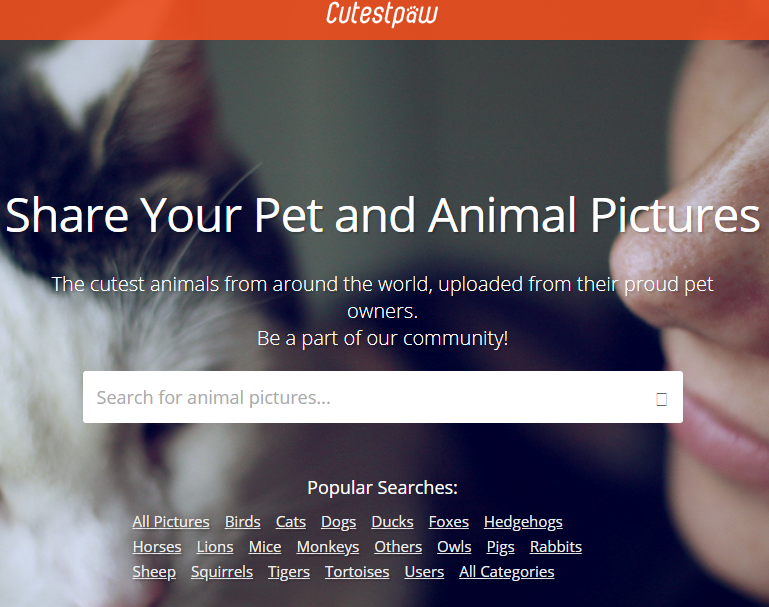 Cutestpaw
Share Your Pet and Animal Pictures
The cutest animals from around the world, uploaded from their proud pet
owners.
Be a part of our community!
Search for animal pictures...
Popular Searches:
All Pictures Birds Cats Dogs Ducks Foxes Hedgehogs
Horses Lions Mice Monkeys Others Owls Pigs Rabbits
Sheep Squirrels Tigers Tortoises Users All Categories